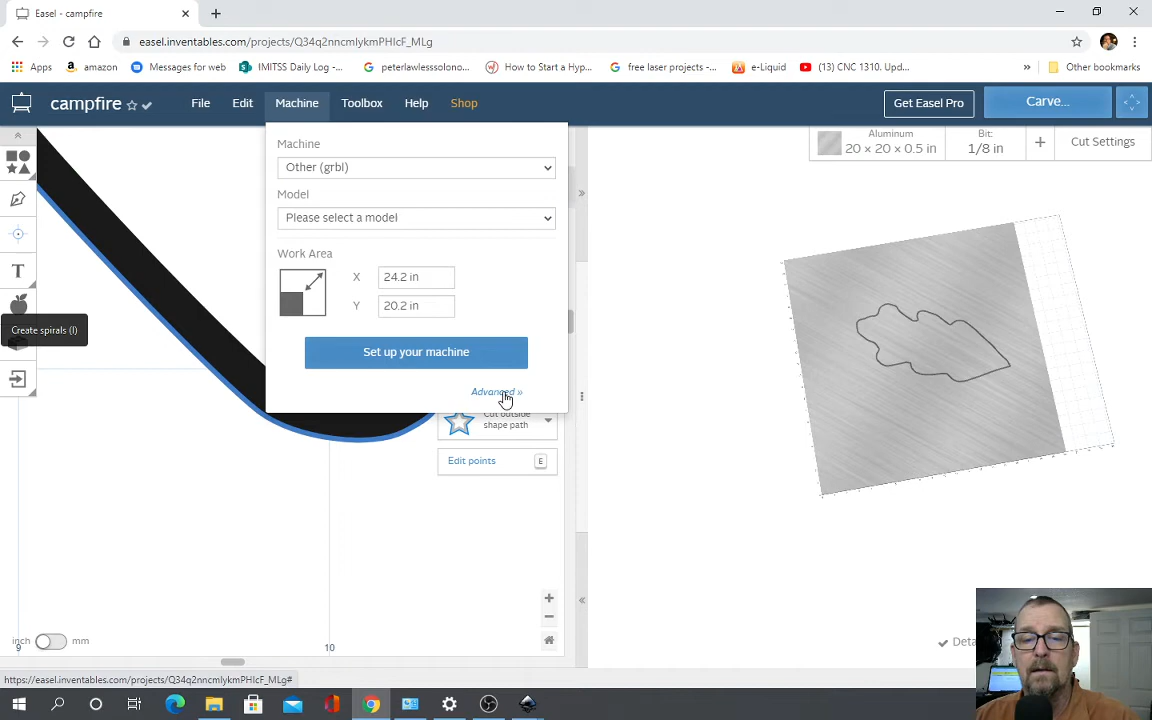 Easel - campfire
easel.inventables.com/projects/Q34q2nncmlykmPHIcF_MLg
Apps amazon Messages for web !MITSS Daily Log -... peterlawlesssolono... How to Start a Hyp... free laser projects -... e-Liquid (13) CNC 1310. Upd... » Other bookmarks
campfire File Edit Machine Toolbox Help Shop Get Easel Pro Carve...
Machine
Other (grbl)
Model
Please select a model
Work Area
X 24.2 in
Y 20.2 in
Set up your machine
Advanced »
Aluminum
20 × 20 × 0.5 in
Bit:
1/8 in
+ Cut Settings
T
Create spirals (I)
Cut outside
shape path
Edit points E
inch mm
9 10
https://easel.inventables.com/projects/Q34q2nncmlykmPHIcF_MLg#